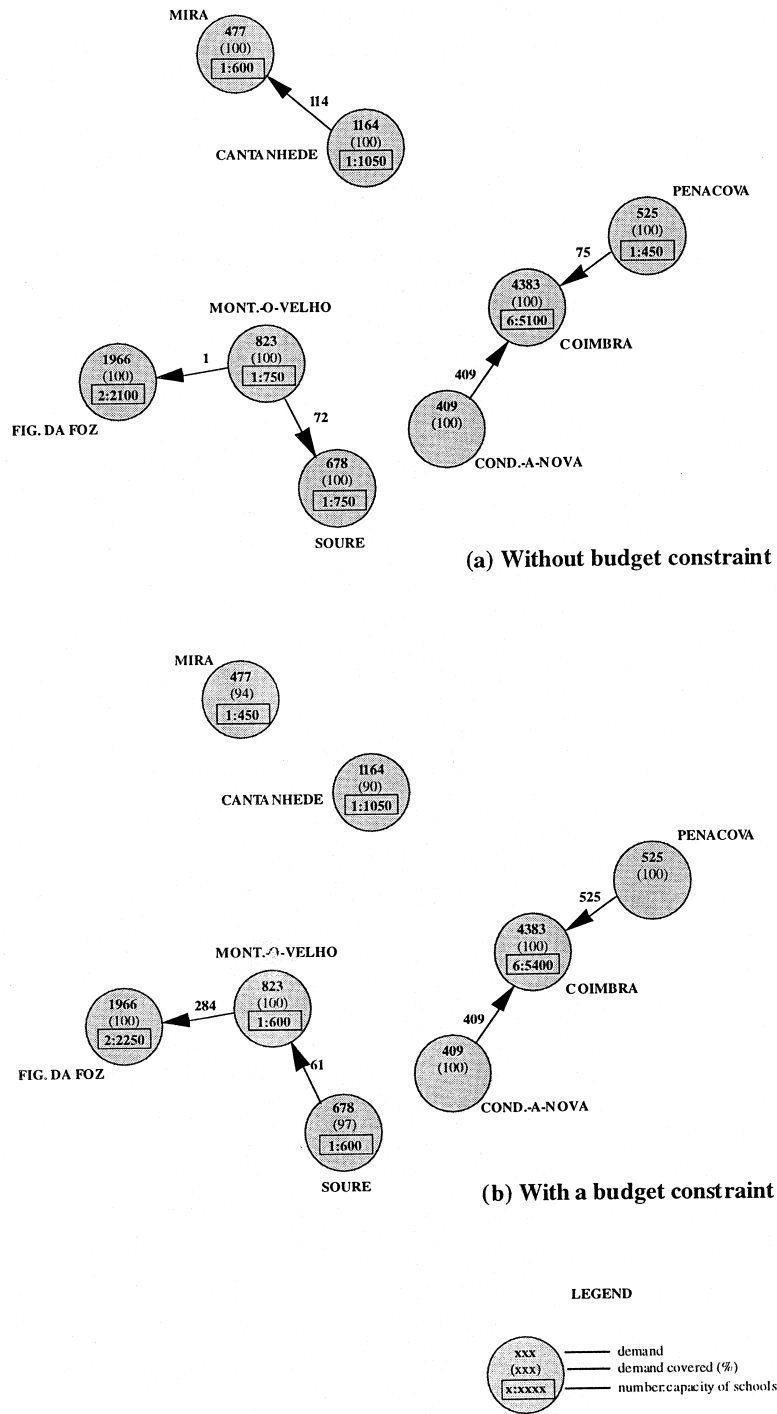 MIRA
477
(100)
1:600
114
1164
(100)
1:1050
CANTANHEDE
PENACOVA
525
(100)
1:450
75
4383
(100)
6:5100
COIMBRA
MONT.-O-VELHO
823
(100)
1:750
1
1966
(100)
2:2100
FIG. DA FOZ
409
409
(100)
COND.-A-NOVA
72
678
(100)
1:750
SOURE
(a) Without budget constraint
MIRA
477
(94)
1:450
1164
(90)
1:1050
CANTANHEDE
PENACOVA
525
(100)
525
4383
(100)
6:5400
COIMBRA
MONT.-O-VELHO
823
(100)
1:600
284
1966
(100)
2:2250
FIG. DA FOZ
409
409
(100)
COND.-A-NOVA
61
678
(97)
1:600
SOURE
(b) With a budget constraint
LEGEND
xxx demand
(xxx) demand covered (%)
x:xxxx number:capacity of schools